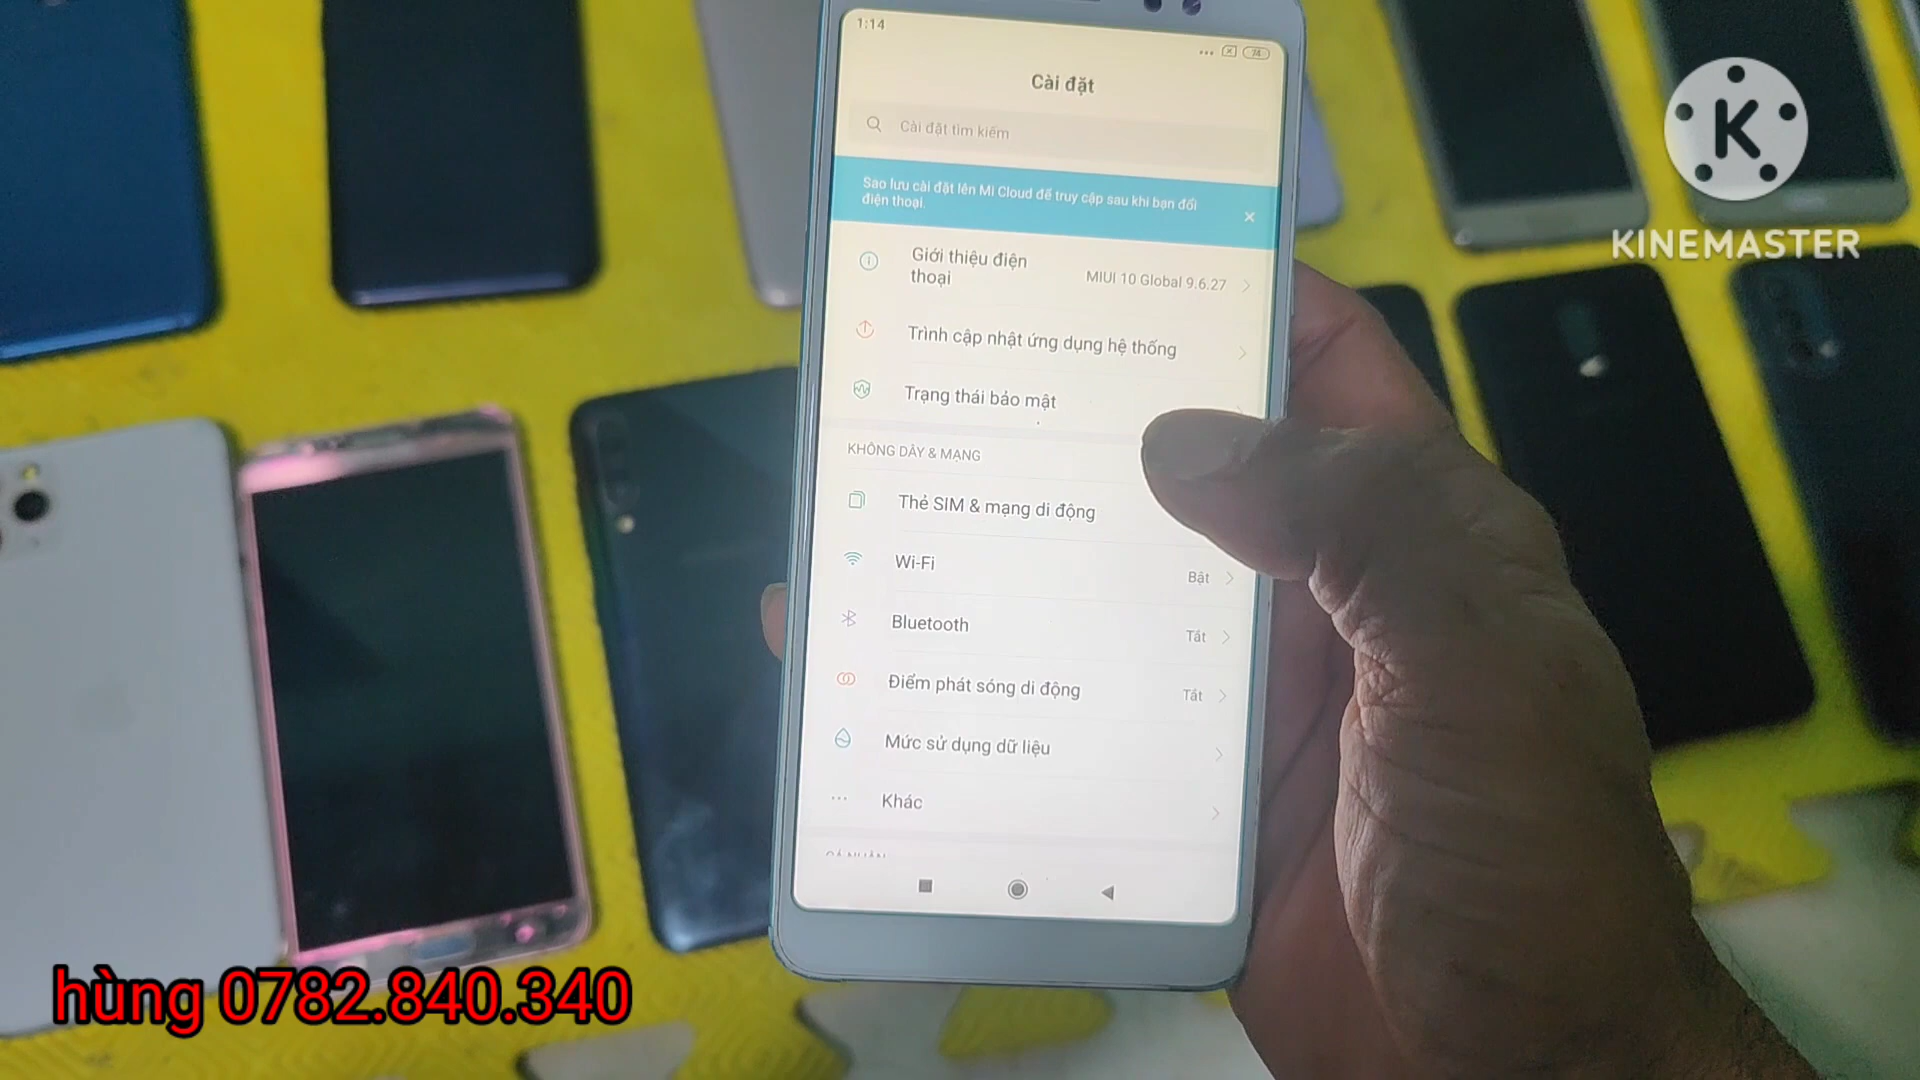 1:14
74
Cài đặt
Cài đặt tìm kiếm
Sao lưu cài đặt lên Mi Cloud để truy cập sau khi bạn đổi
điện thoại.
Giới thiệu điện
thoại
MIUI 10 Global 9.6.27
Trình cập nhật ứng dụng hệ thống
Trạng thái bảo mật
KHÔNG DÂY & MẠNG
Thẻ SIM & mạng di động
Wi-Fi
Bật
Bluetooth
Tắt
Điểm phát sóng di động
Tắt
Mức sử dụng dữ liệu
Khác
K
KINEMASTER
hùng 0782.840.340